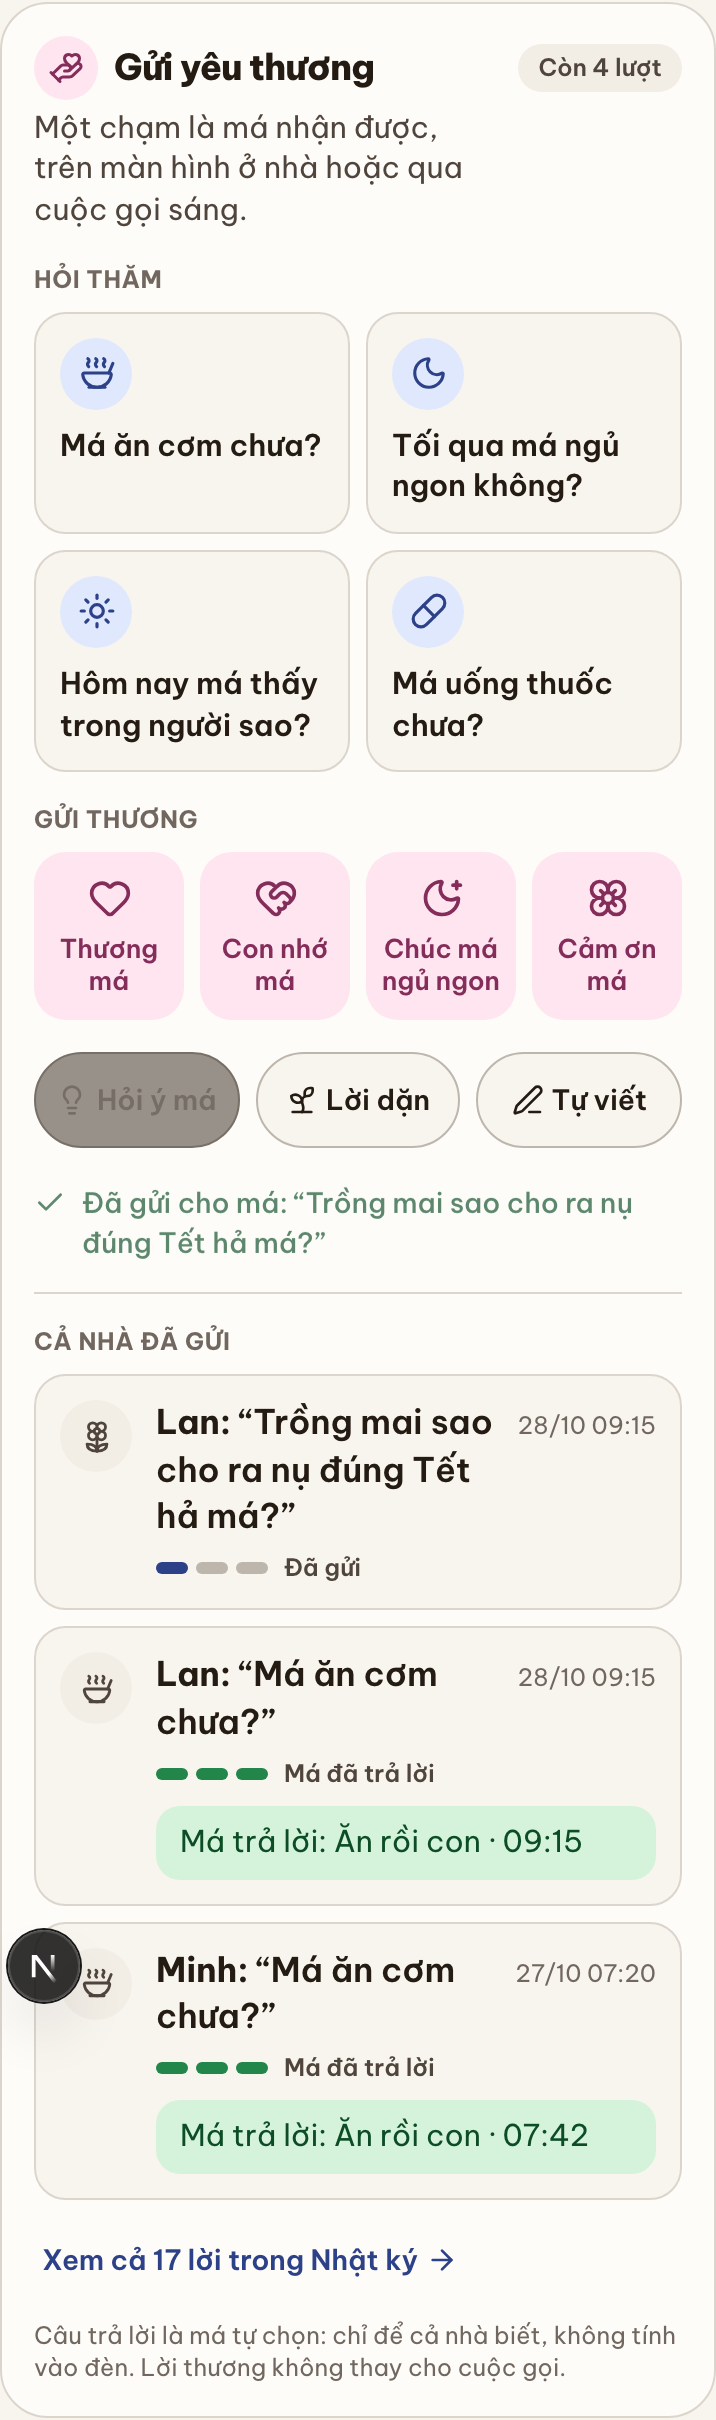 Gửi yêu thương
Còn 4 lượt
Một chạm là má nhận được,
trên màn hình ở nhà hoặc qua
cuộc gọi sáng.
HỎI THĂM
Má ăn cơm chưa?
Tối qua má ngủ
ngon không?
Hôm nay má thấy
trong người sao?
Má uống thuốc
chưa?
GỬI THƯƠNG
Thương
má
Con nhớ
má
Chúc má
ngủ ngon
Cảm ơn
má
Hỏi ý má
Lời dặn
Tự viết
Đã gửi cho má: “Trồng mai sao cho ra nụ
đúng Tết hả má?”
CẢ NHÀ ĐÃ GỬI
Lan: “Trồng mai sao
cho ra nụ đúng Tết
hả má?”
28/10 09:15
Đã gửi
Lan: “Má ăn cơm
chưa?”
28/10 09:15
Má đã trả lời
Má trả lời: Ăn rồi con · 09:15
N
Minh: “Má ăn cơm
chưa?”
27/10 07:20
Má đã trả lời
Má trả lời: Ăn rồi con · 07:42
Xem cả 17 lời trong Nhật ký →
Câu trả lời là má tự chọn: chỉ để cả nhà biết, không tính
vào đèn. Lời thương không thay cho cuộc gọi.